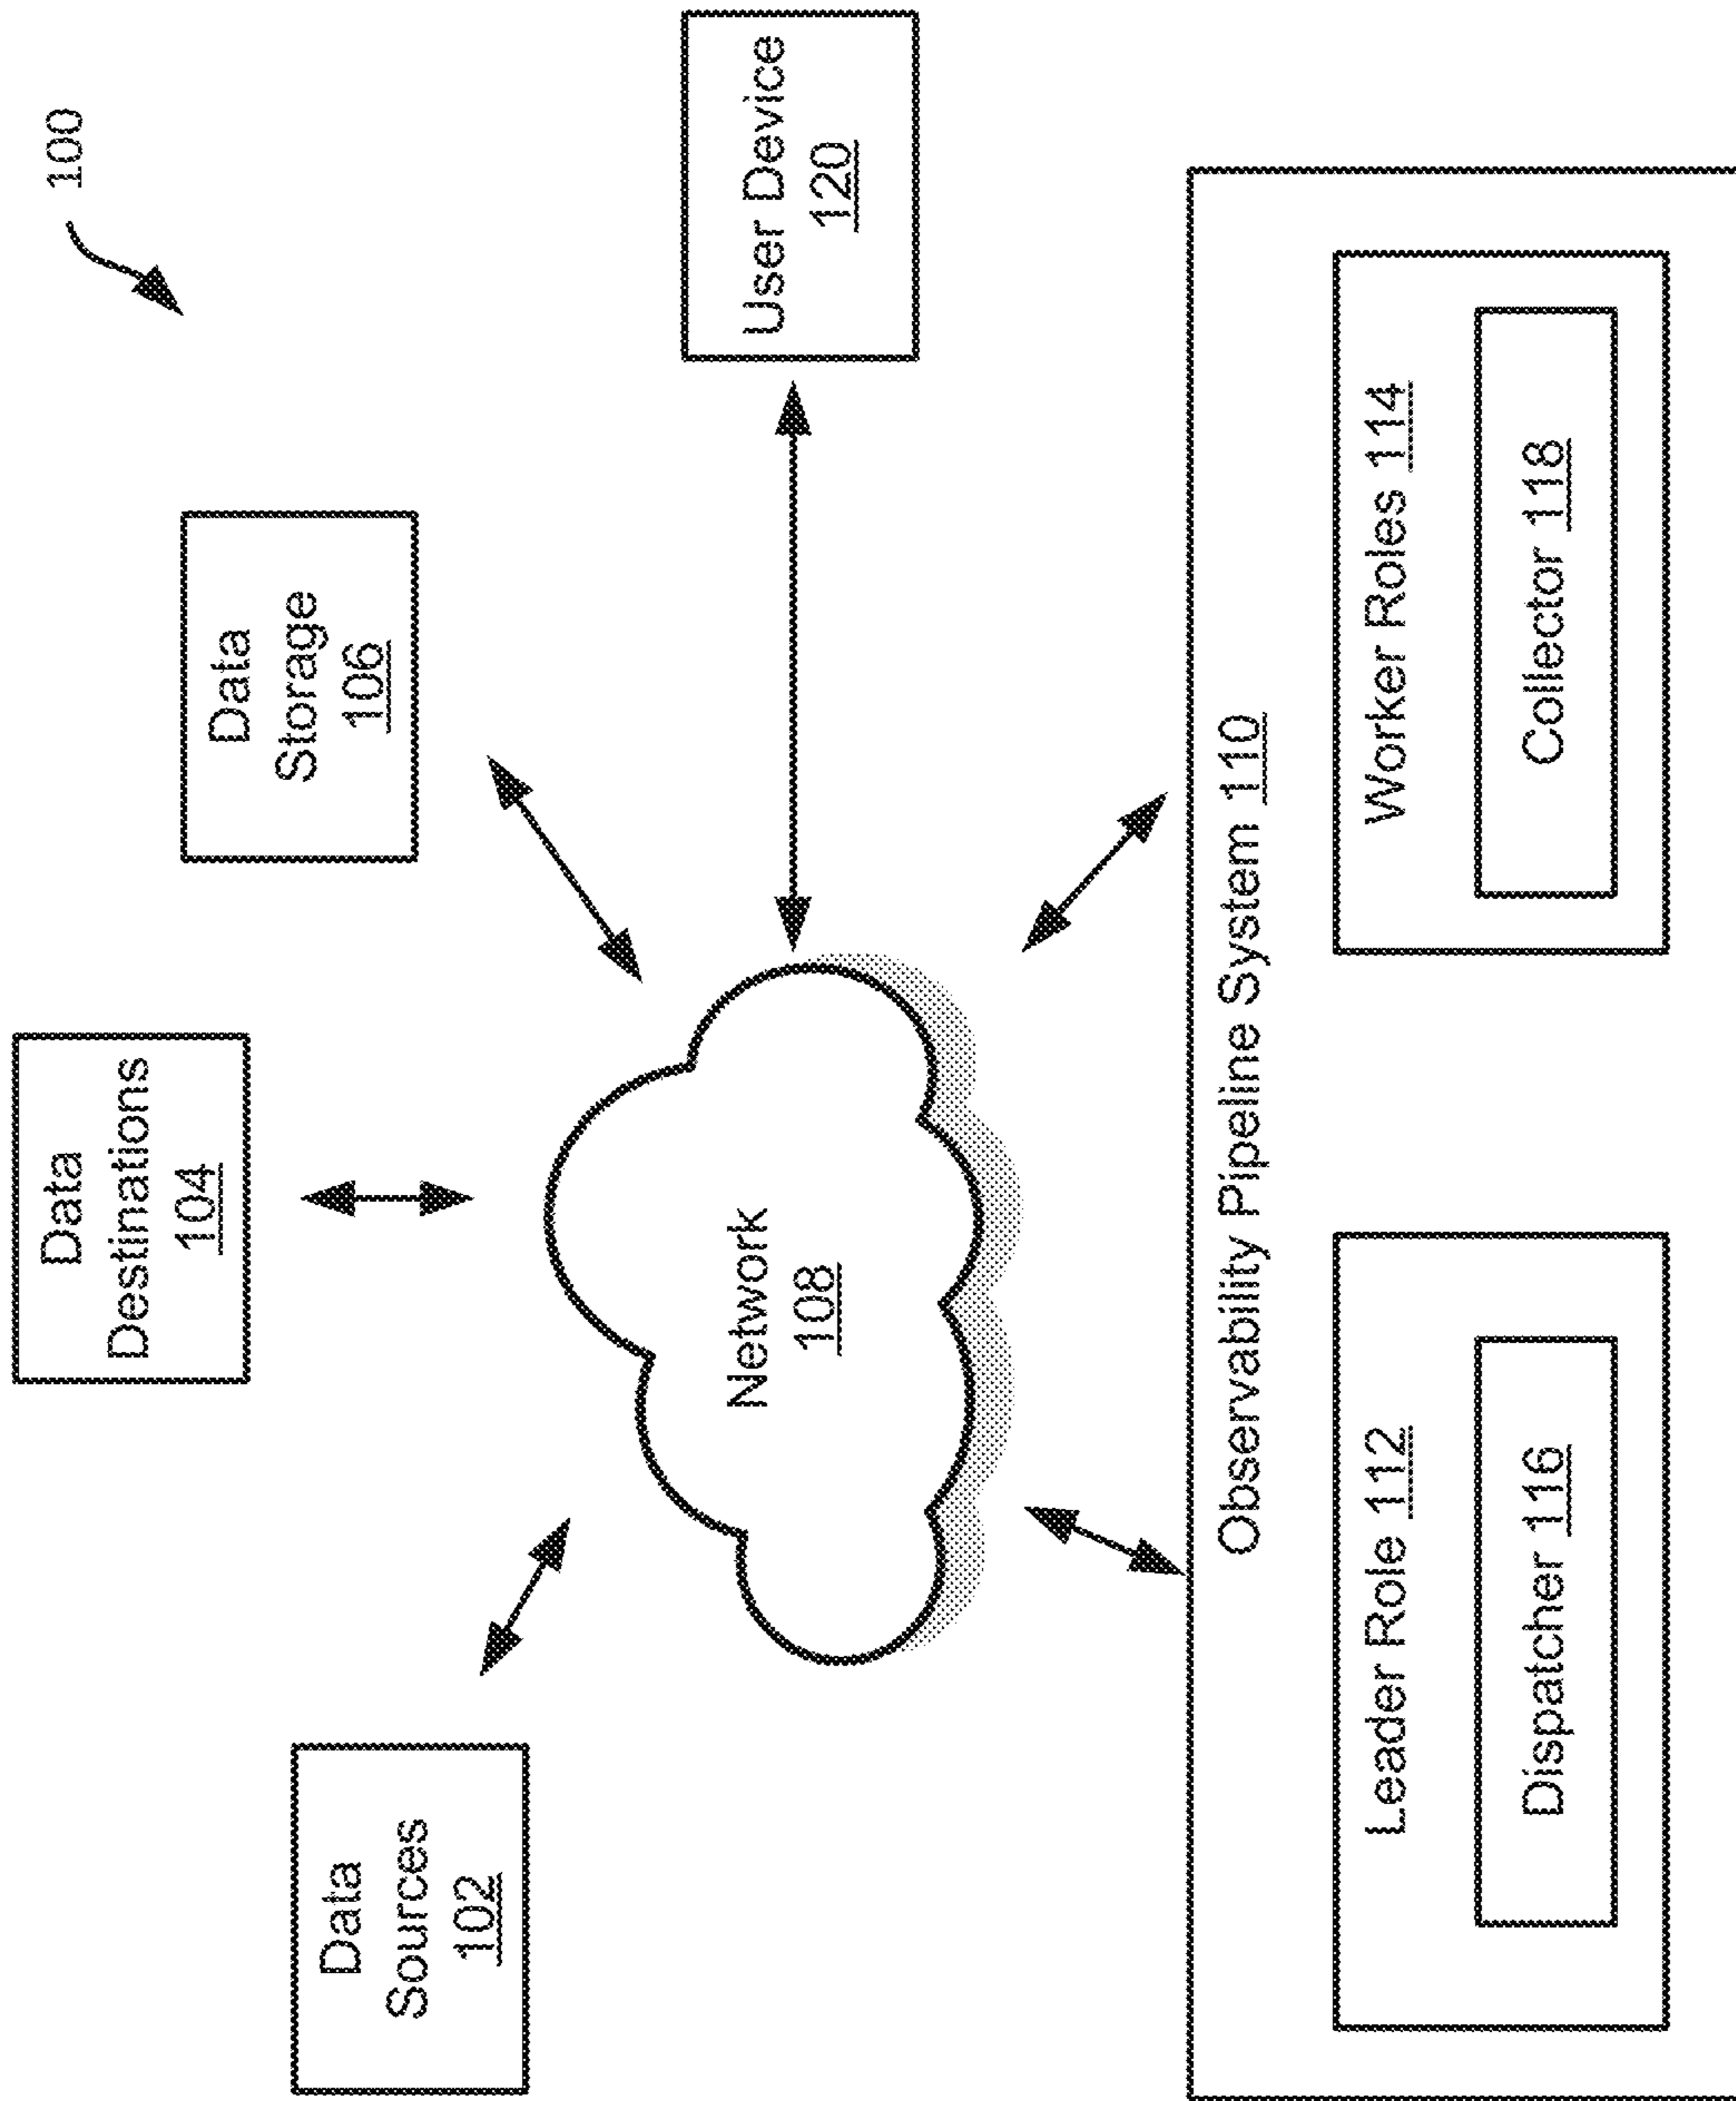 100
Data
Destinations
104
Data
Storage
106
Data
Sources
102
User Device
120
Network
108
Observability Pipeline System 110
Leader Role 112
Worker Roles 114
Dispatcher 116
Collector 118